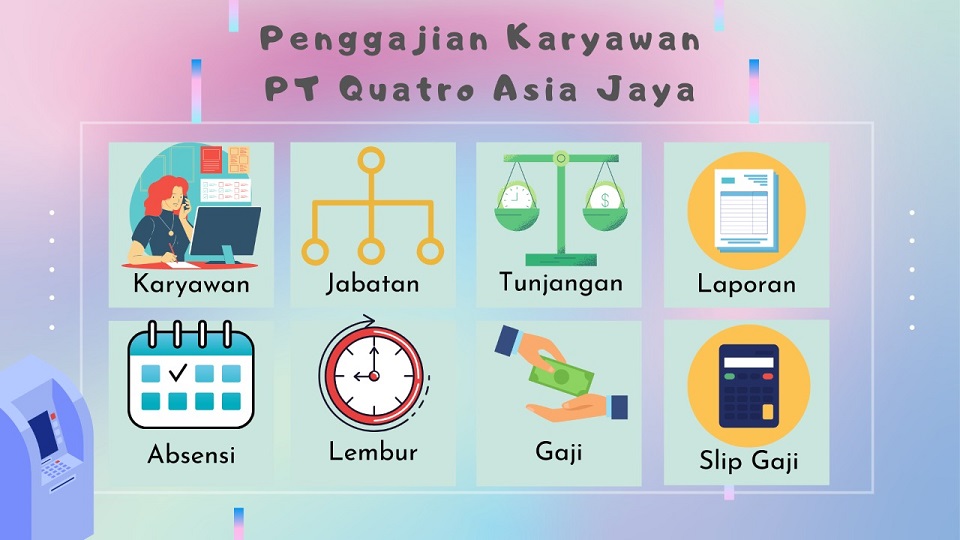 Penggajian Karyawan
PT Quatro Asia Jaya
Karyawan
Jabatan
Tunjangan
$
Laporan
Absensi
Lembur
Gaji
Slip Gaji